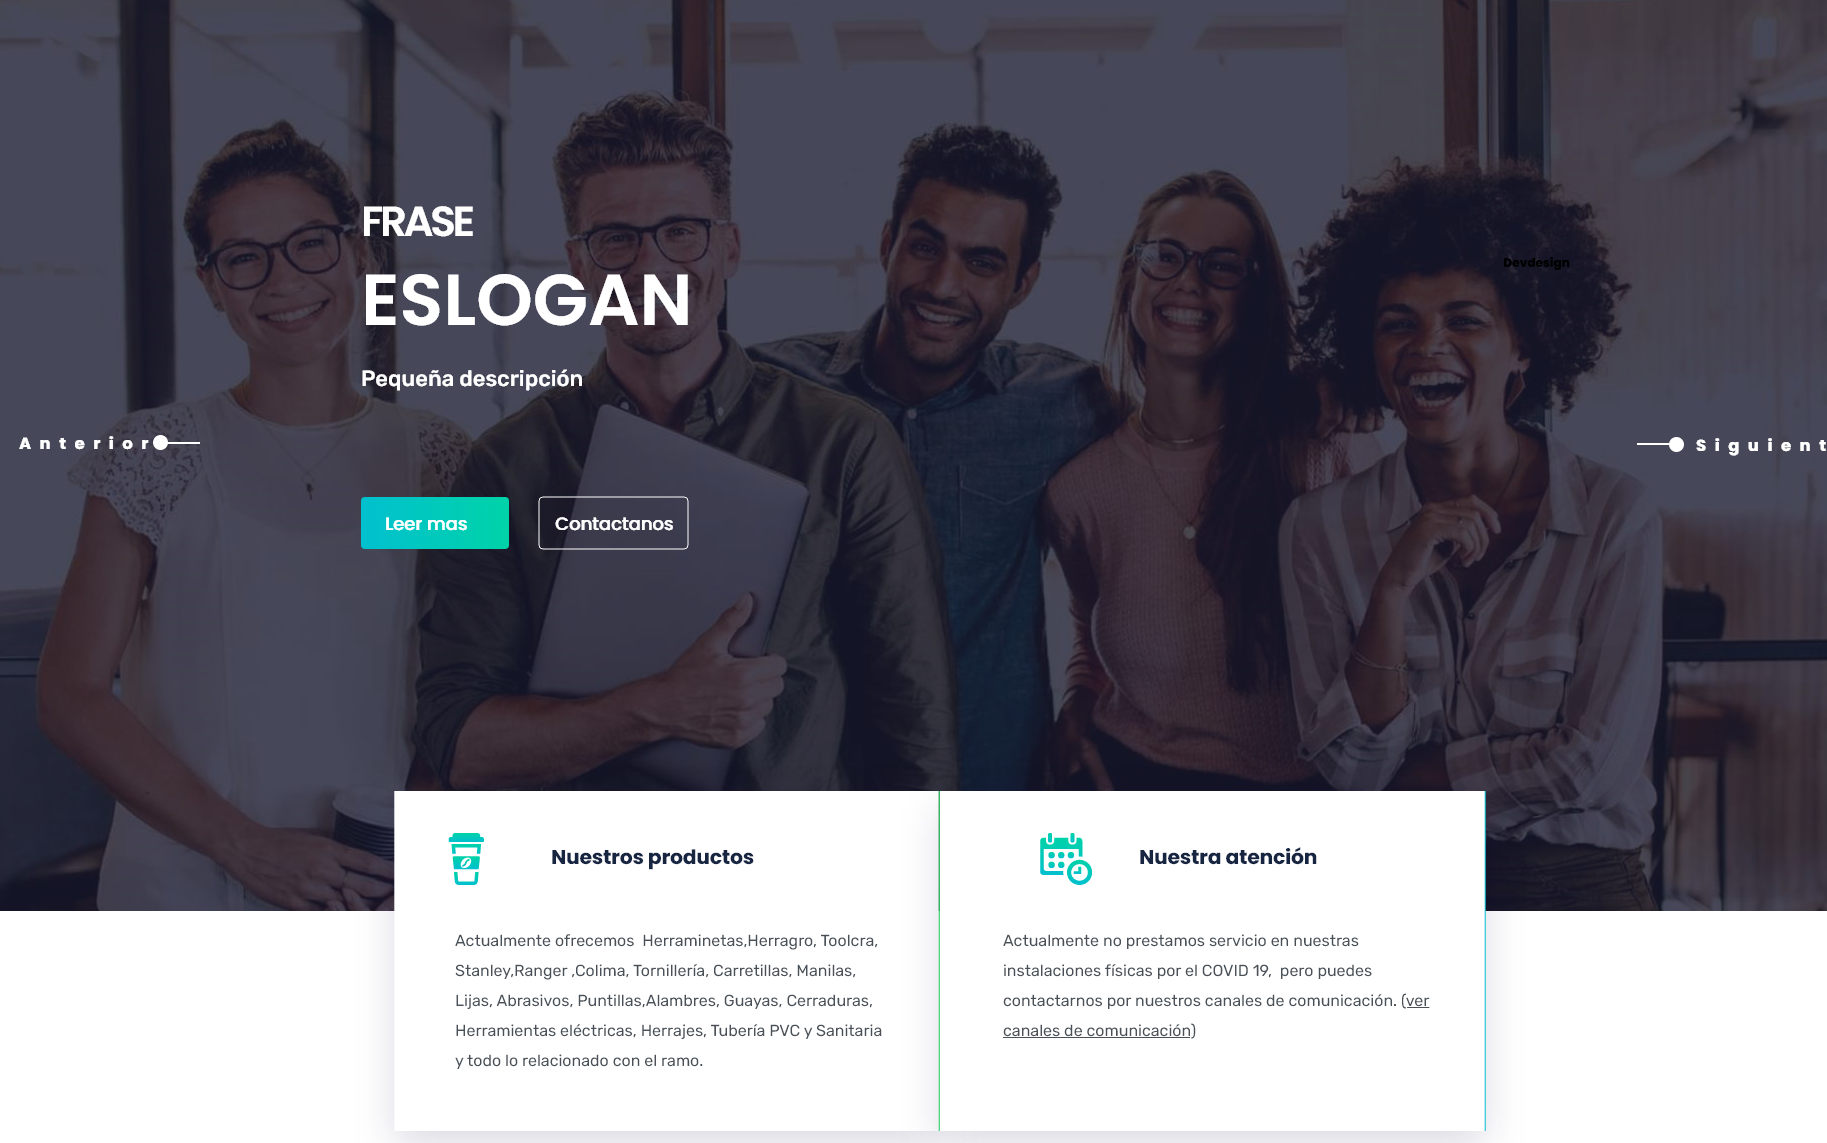 FRASE
ESLOGAN
Devdesign
Pequeña descripción
Anterior
Siguient
Leer mas
Contactanos
Nuestros productos
Actualmente ofrecemos  Herraminetas,Herragro, Toolcra,
Stanley,Ranger ,Colima, Tornillería, Carretillas, Manilas,
Lijas, Abrasivos, Puntillas,Alambres, Guayas, Cerraduras,
Herramientas eléctricas, Herrajes, Tubería PVC y Sanitaria
y todo lo relacionado con el ramo.
Nuestra atención
Actualmente no prestamos servicio en nuestras
instalaciones físicas por el COVID 19,  pero puedes
contactarnos por nuestros canales de comunicación. (ver
canales de comunicación)